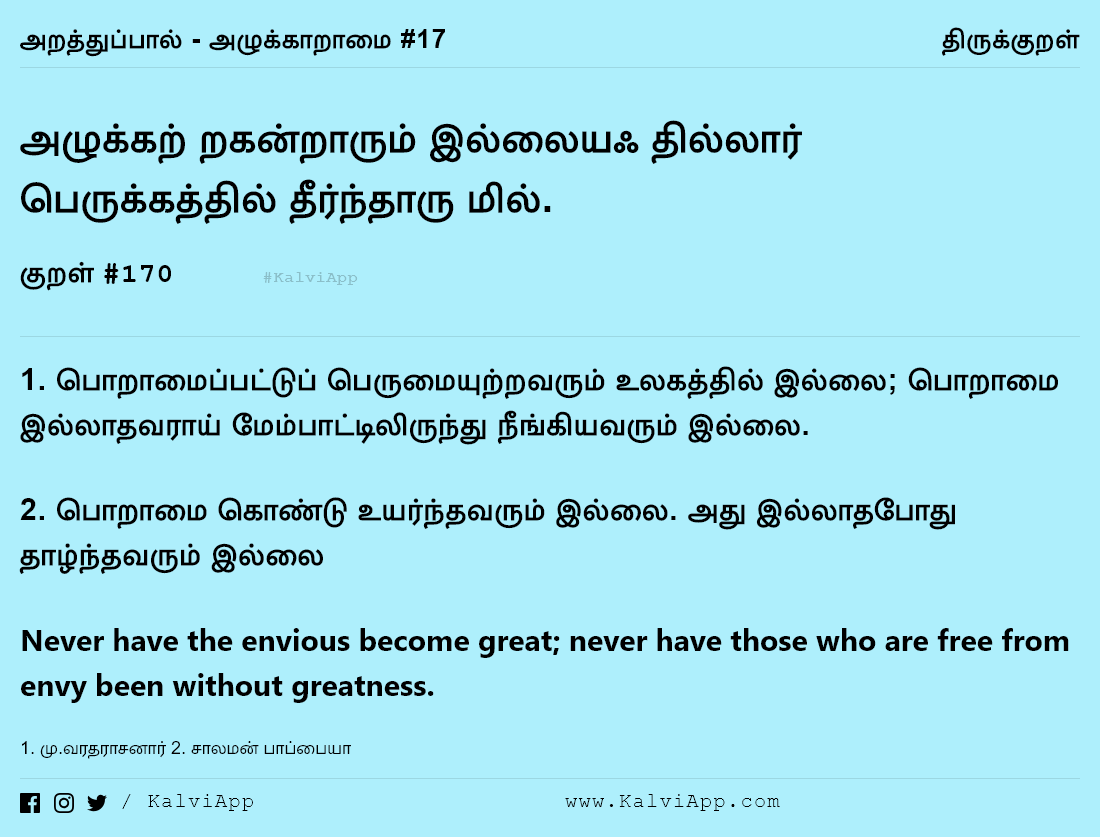 அறத்துப்பால் - அழுக்காறாமை #17
திருக்குறள்
அழுக்கற் றகன்றாரும் இல்லையஃ தில்லார்
பெருக்கத்தில் தீர்ந்தாரு மில்.
குறள் #170
#KalviApp
1. பொறாமைப்பட்டுப் பெருமையுற்றவரும் உலகத்தில் இல்லை; பொறாமை
இல்லாதவராய் மேம்பாட்டிலிருந்து நீங்கியவரும் இல்லை.
2. பொறாமை கொண்டு உயர்ந்தவரும் இல்லை. அது இல்லாதபோது
தாழ்ந்தவரும் இல்லை
Never have the envious become great; never have those who are free from
envy been without greatness.
1. மு.வரதராசனார் 2. சாலமன் பாப்பையா
/ KalviApp
www.KalviApp.com